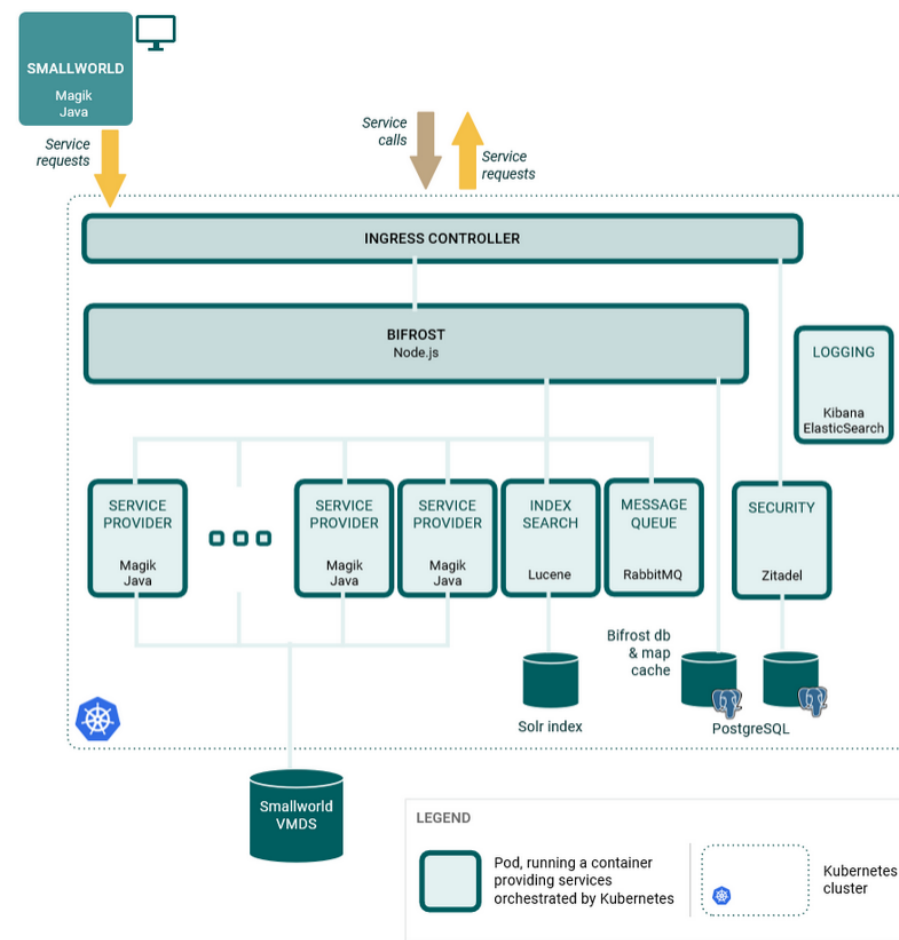 SMALLWORLD
Magik
Java
Service
requests
Service
calls
Service
requests
INGRESS CONTROLLER
BIFROST
Node.js
LOGGING
Kibana
ElasticSearch
SERVICE
PROVIDER
Magik
Java
SERVICE
PROVIDER
Magik
Java
SERVICE
PROVIDER
Magik
Java
INDEX
SEARCH
Lucene
MESSAGE
QUEUE
RabbitMQ
SECURITY
Zitadel
Bifrost db
& map
cache
Solr index
PostgreSQL
Smallworld
VMDS
LEGEND
Pod, running a container
providing services
orchestrated by Kubernetes
Kubernetes
cluster